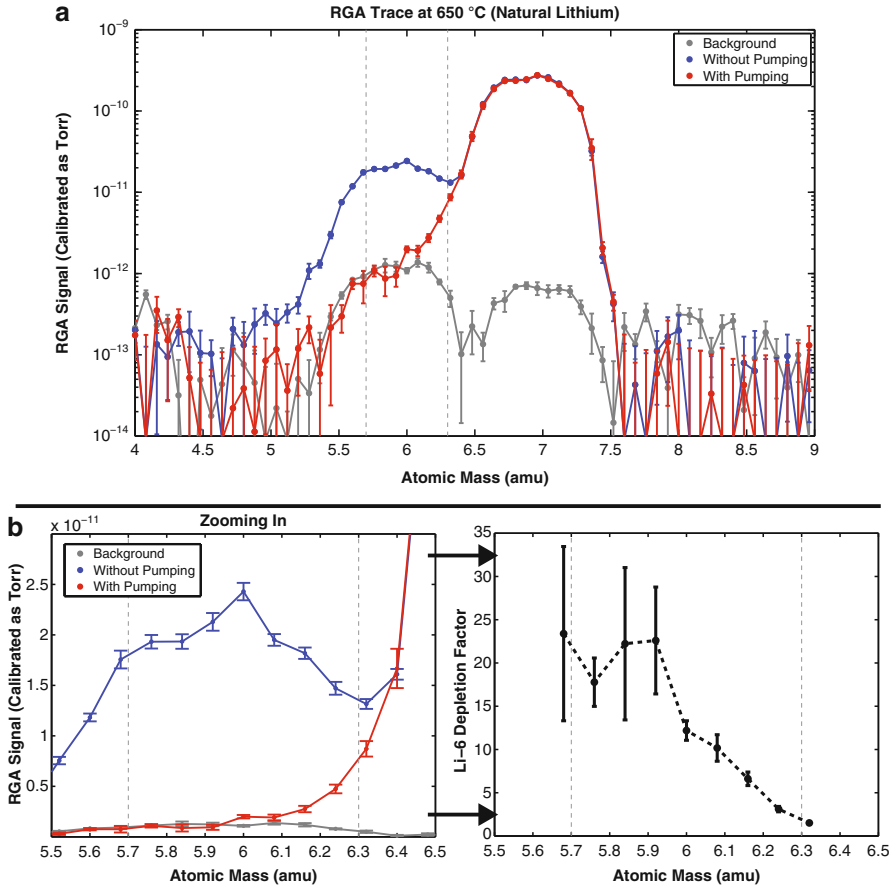 a
RGA Trace at 650 °C (Natural Lithium)
RGA Signal (Calibrated as Torr)
10⁻⁹
10⁻¹⁰
10⁻¹¹
10⁻¹²
10⁻¹³
10⁻¹⁴
Background
Without Pumping
With Pumping
4 4.5 5 5.5 6 6.5 7 7.5 8 8.5 9
Atomic Mass (amu)
b
x 10⁻¹¹
Zooming In
RGA Signal (Calibrated as Torr)
2.5
2
1.5
1
0.5
Background
Without Pumping
With Pumping
5.5 5.6 5.7 5.8 5.9 6 6.1 6.2 6.3 6.4 6.5
Atomic Mass (amu)
Li–6 Depletion Factor
35
30
25
20
15
10
5
0
5.5 5.6 5.7 5.8 5.9 6 6.1 6.2 6.3 6.4 6.5
Atomic Mass (amu)